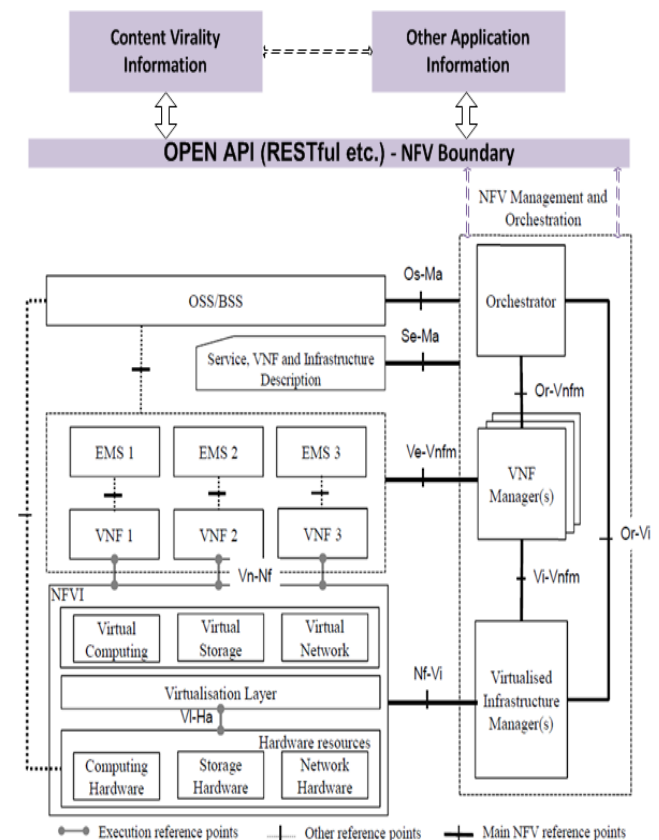 Content Virality
Information
Other Application
Information
OPEN API (RESTful etc.) - NFV Boundary
NFV Management and
Orchestration
Os-Ma
OSS/BSS
Orchestrator
Se-Ma
Service, VNF and Infrastructure
Description
Or-Vnfm
EMS 1
EMS 2
EMS 3
Ve-Vnfm
VNF
Manager(s)
VNF 1
VNF 2
VNF 3
Or-Vi
Vn-Nf
Vi-Vnfm
NFVI
Virtual
Computing
Virtual
Storage
Virtual
Network
Nf-Vi
Virtualised
Infrastructure
Manager(s)
Virtualisation Layer
Vl-Ha
Hardware resources
Computing
Hardware
Storage
Hardware
Network
Hardware
Execution reference points
Other reference points
Main NFV reference points